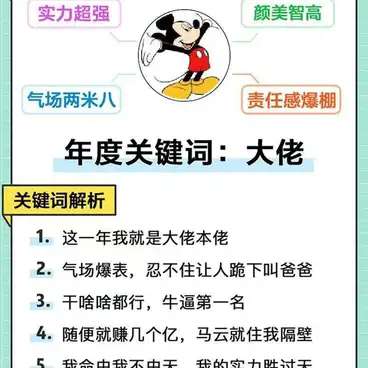 实力超强
颜美智高
气场两米八
责任感爆棚
年度关键词：大佬
关键词解析
1. 这一年我就是大佬本佬
2. 气场爆表，忍不住让人跪下叫爸爸
3. 干啥啥都行，牛逼第一名
4. 随便就赚几个亿，马云就住我隔壁
5. 我命由我不由天，我的实力胜过天